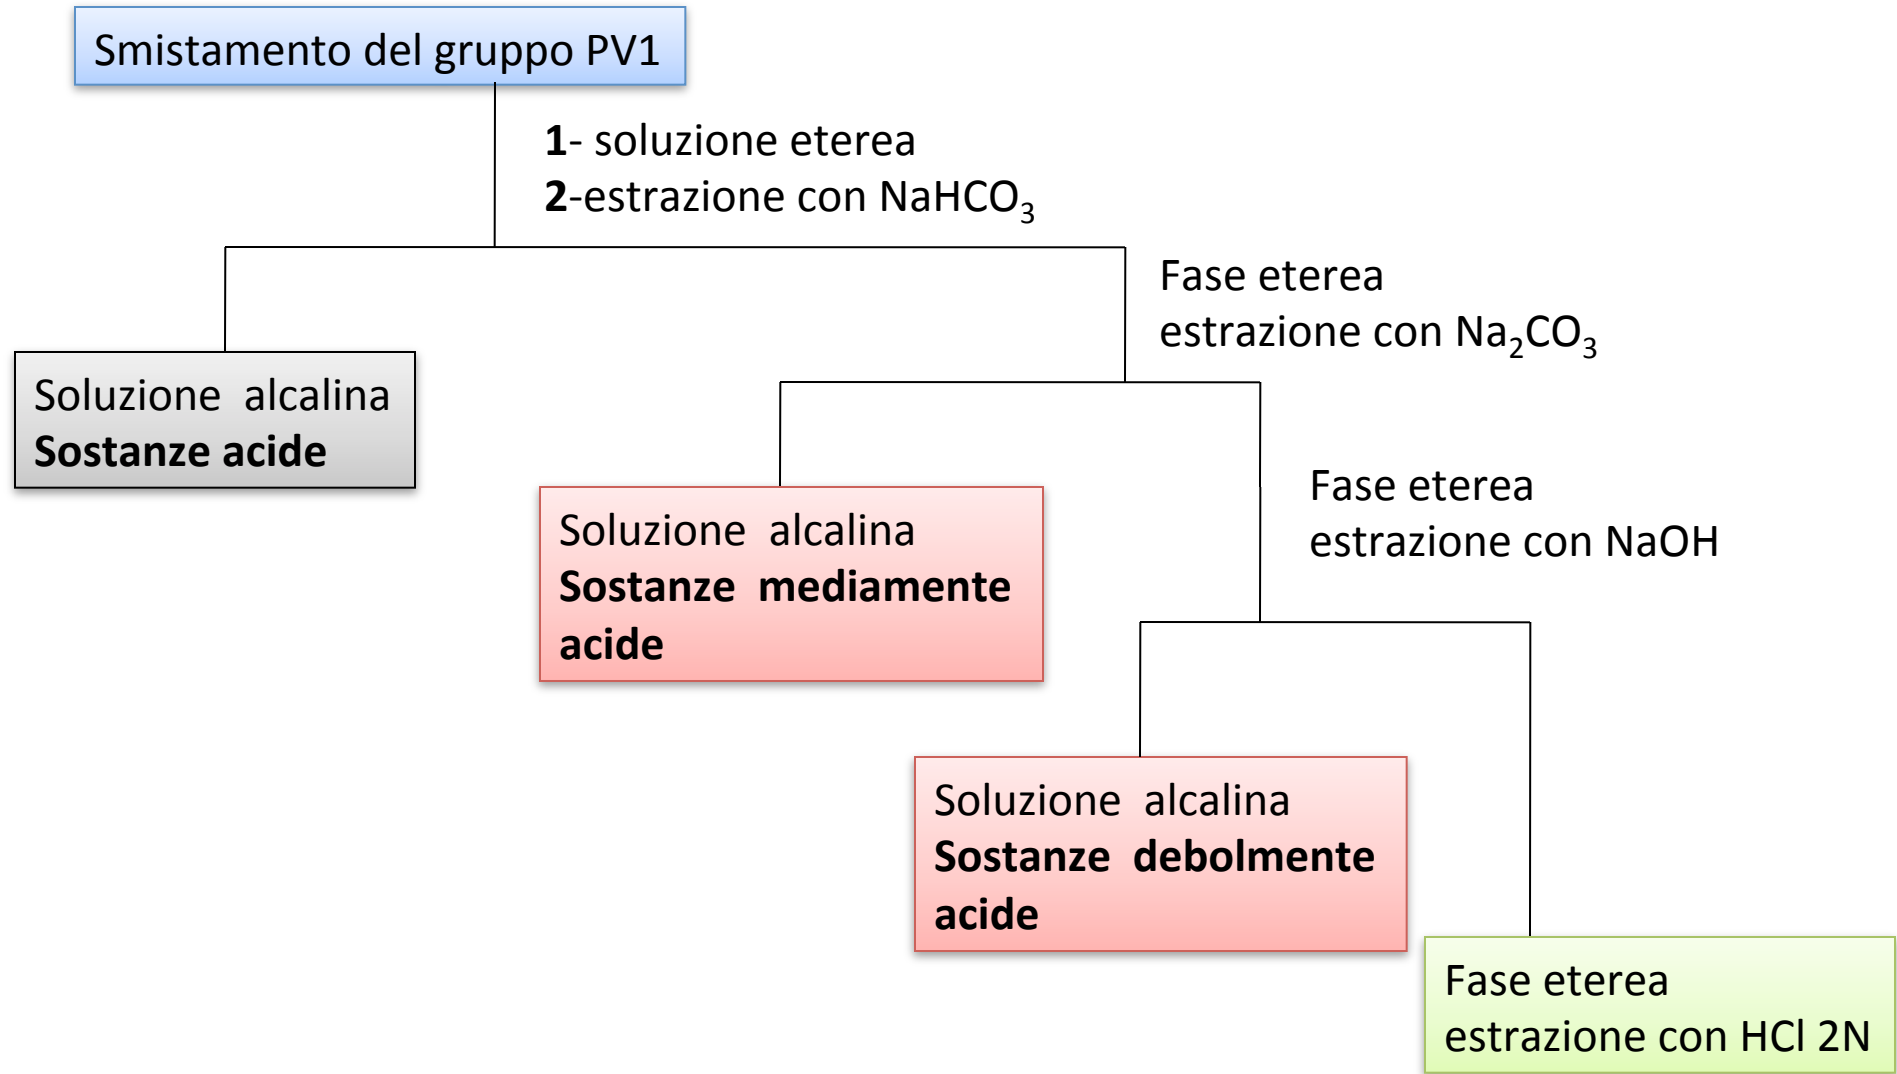 Smistamento del gruppo PV1
1- soluzione eterea
2-estrazione con NaHCO₃
Fase eterea
estrazione con Na₂CO₃
Soluzione alcalina
Sostanze acide
Fase eterea
estrazione con NaOH
Soluzione alcalina
Sostanze mediamente
acide
Soluzione alcalina
Sostanze debolmente
acide
Fase eterea
estrazione con HCl 2N